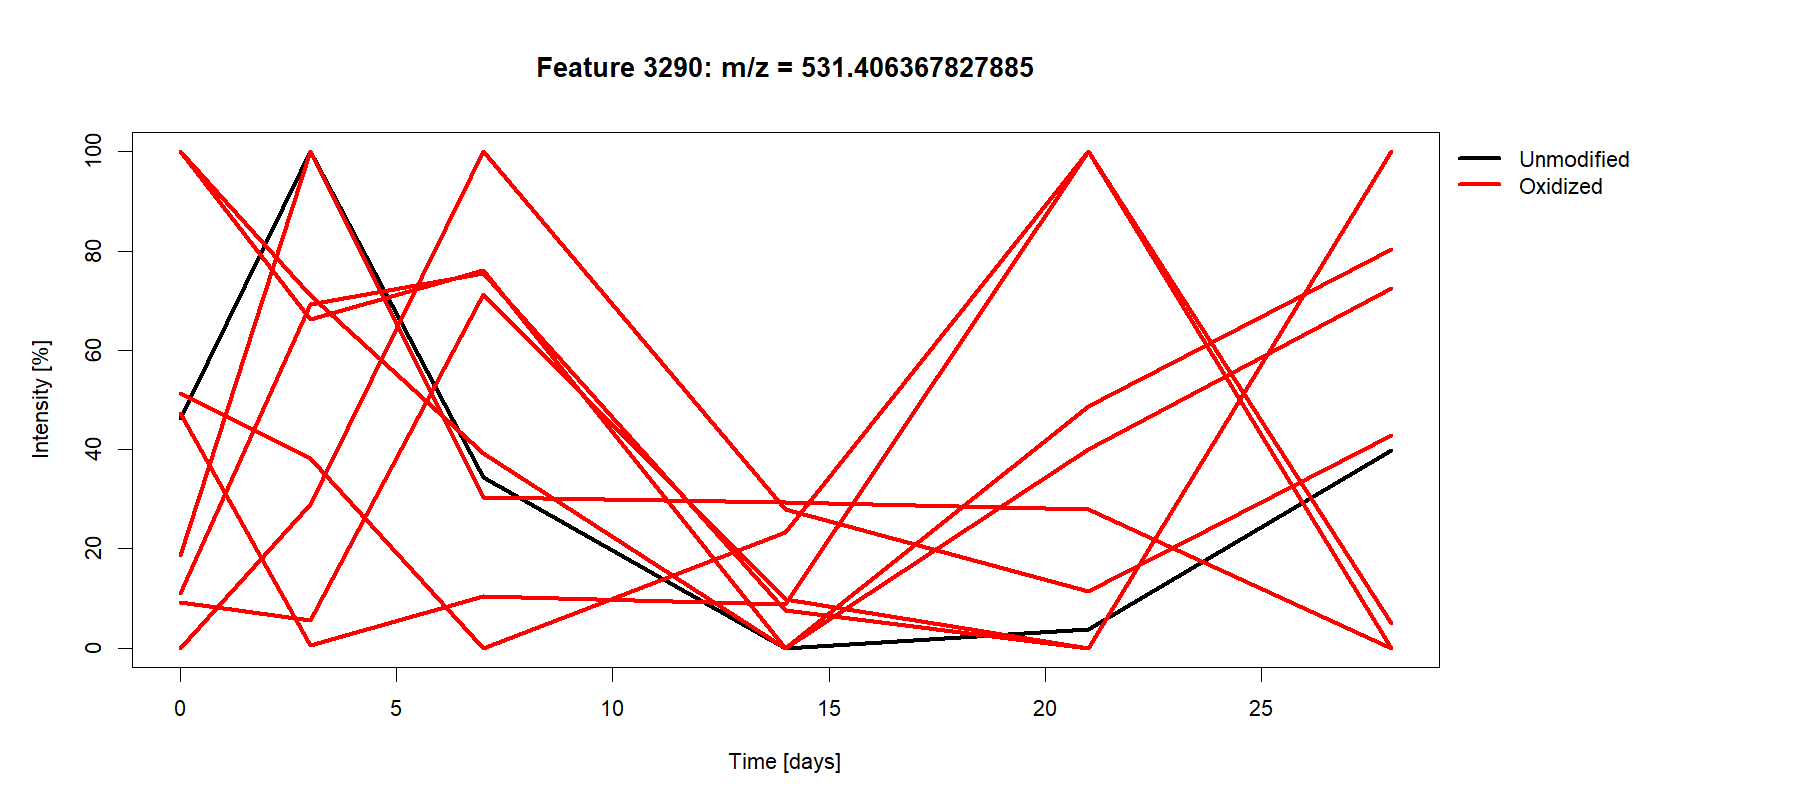 Feature 3290: m/z = 531.406367827885
Unmodified
Oxidized
Intensity [%]
100
80
60
40
20
0
0 5 10 15 20 25
Time [days]